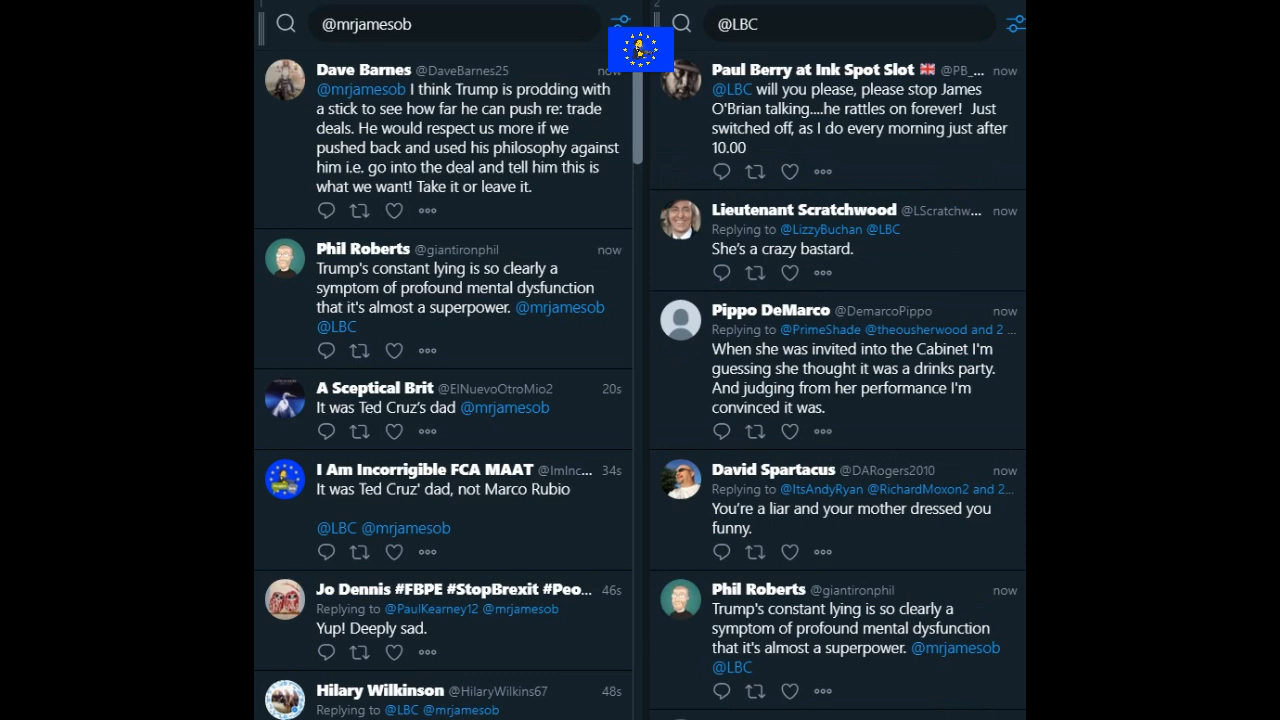 1
@mrjamesob
Dave Barnes @DaveBarnes25 now
@mrjamesob I think Trump is prodding with
a stick to see how far he can push re: trade
deals. He would respect us more if we
pushed back and used his philosophy against
him i.e. go into the deal and tell him this is
what we want! Take it or leave it.
Phil Roberts @giantironphil now
Trump's constant lying is so clearly a
symptom of profound mental dysfunction
that it's almost a superpower. @mrjamesob
@LBC
A Sceptical Brit @ElNuevoOtroMio2 20s
It was Ted Cruz's dad @mrjamesob
I Am Incorrigible FCA MAAT @ImInc... 34s
It was Ted Cruz' dad, not Marco Rubio
@LBC @mrjamesob
Jo Dennis #FBPE #StopBrexit #Peo... 46s
Replying to @PaulKearney12 @mrjamesob
Yup! Deeply sad.
Hilary Wilkinson @HilaryWilkins67 48s
Replying to @LBC @mrjamesob
2
@LBC
Paul Berry at Ink Spot Slot 🇬🇧 @PB_... now
@LBC will you please, please stop James
O'Brian talking....he rattles on forever! Just
switched off, as I do every morning just after
10.00
Lieutenant Scratchwood @LScratchw... now
Replying to @LizzyBuchan @LBC
She's a crazy bastard.
Pippo DeMarco @DemarcoPippo now
Replying to @PrimeShade @theousherwood and 2 ...
When she was invited into the Cabinet I'm
guessing she thought it was a drinks party.
And judging from her performance I'm
convinced it was.
David Spartacus @DARogers2010 now
Replying to @ItsAndyRyan @RichardMoxon2 and 2...
You're a liar and your mother dressed you
funny.
Phil Roberts @giantironphil now
Trump's constant lying is so clearly a
symptom of profound mental dysfunction
that it's almost a superpower. @mrjamesob
@LBC